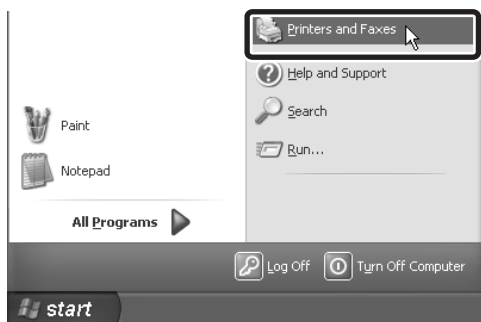 Printers and Faxes
Help and Support
Search
Run...
Paint
Notepad
All Programs
Log Off Turn Off Computer
start